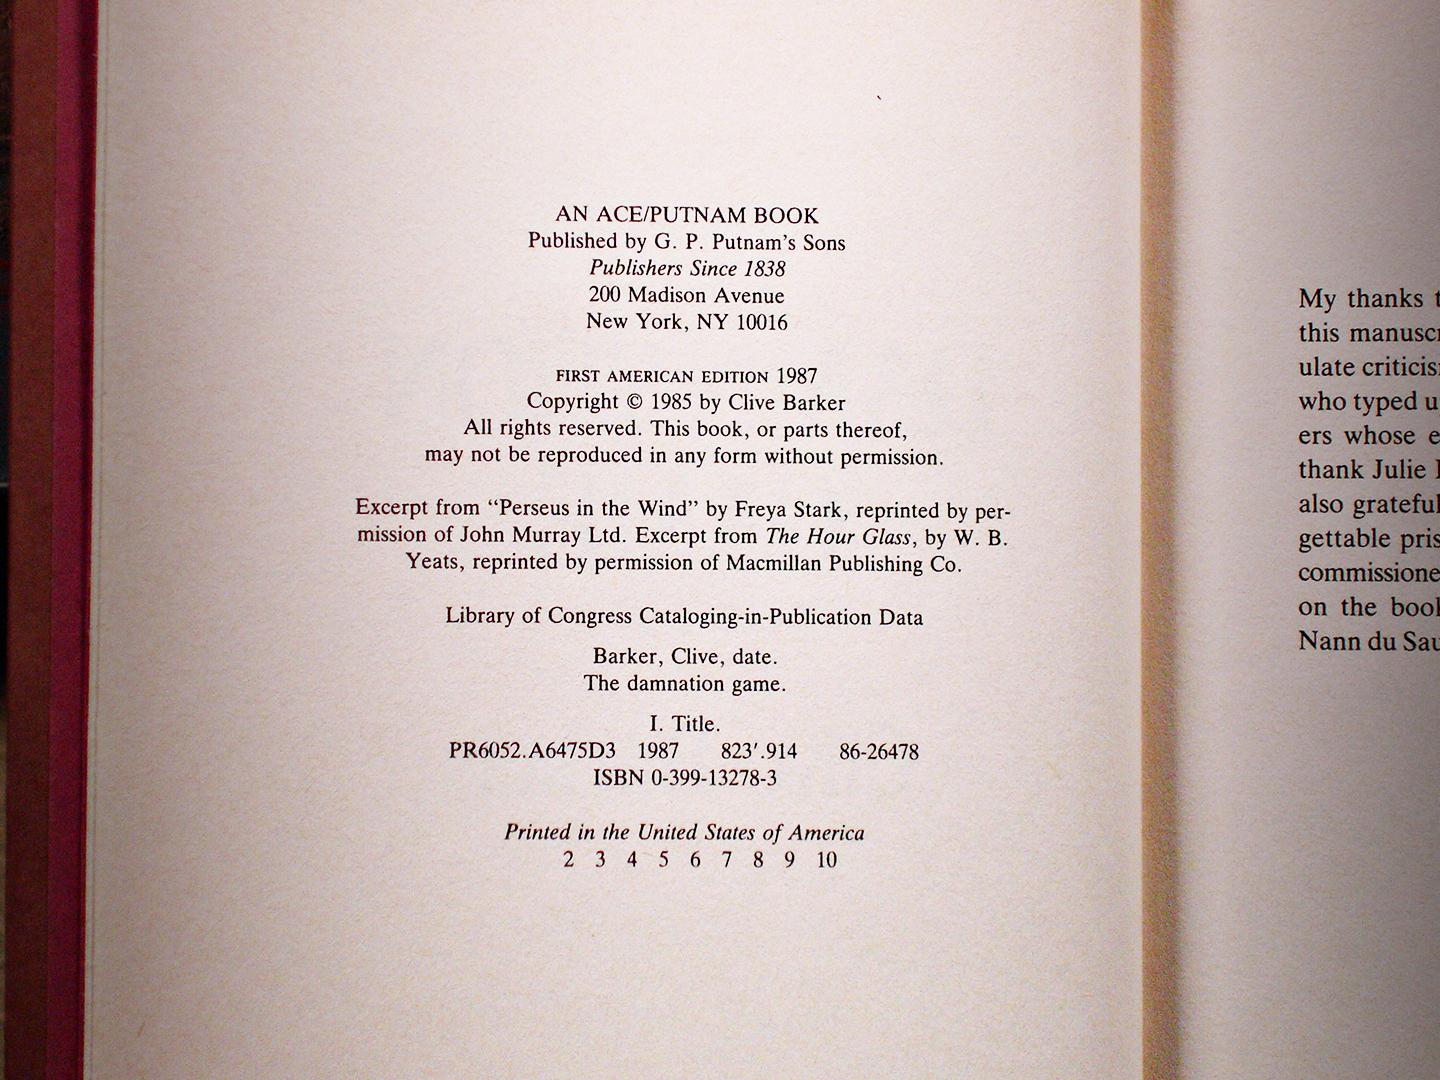 AN ACE/PUTNAM BOOK
Published by G. P. Putnam's Sons
Publishers Since 1838
200 Madison Avenue
New York, NY 10016
FIRST AMERICAN EDITION 1987
Copyright © 1985 by Clive Barker
All rights reserved. This book, or parts thereof,
may not be reproduced in any form without permission.
Excerpt from “Perseus in the Wind” by Freya Stark, reprinted by per-
mission of John Murray Ltd. Excerpt from The Hour Glass, by W. B.
Yeats, reprinted by permission of Macmillan Publishing Co.
Library of Congress Cataloging-in-Publication Data
Barker, Clive, date.
The damnation game.
I. Title.
PR6052.A6475D3 1987 823′.914 86-26478
ISBN 0-399-13278-3
Printed in the United States of America
2 3 4 5 6 7 8 9 10
My thanks
this
ulate
who typed
ers whose
thank Julie
also
gettable
on the
Nann du